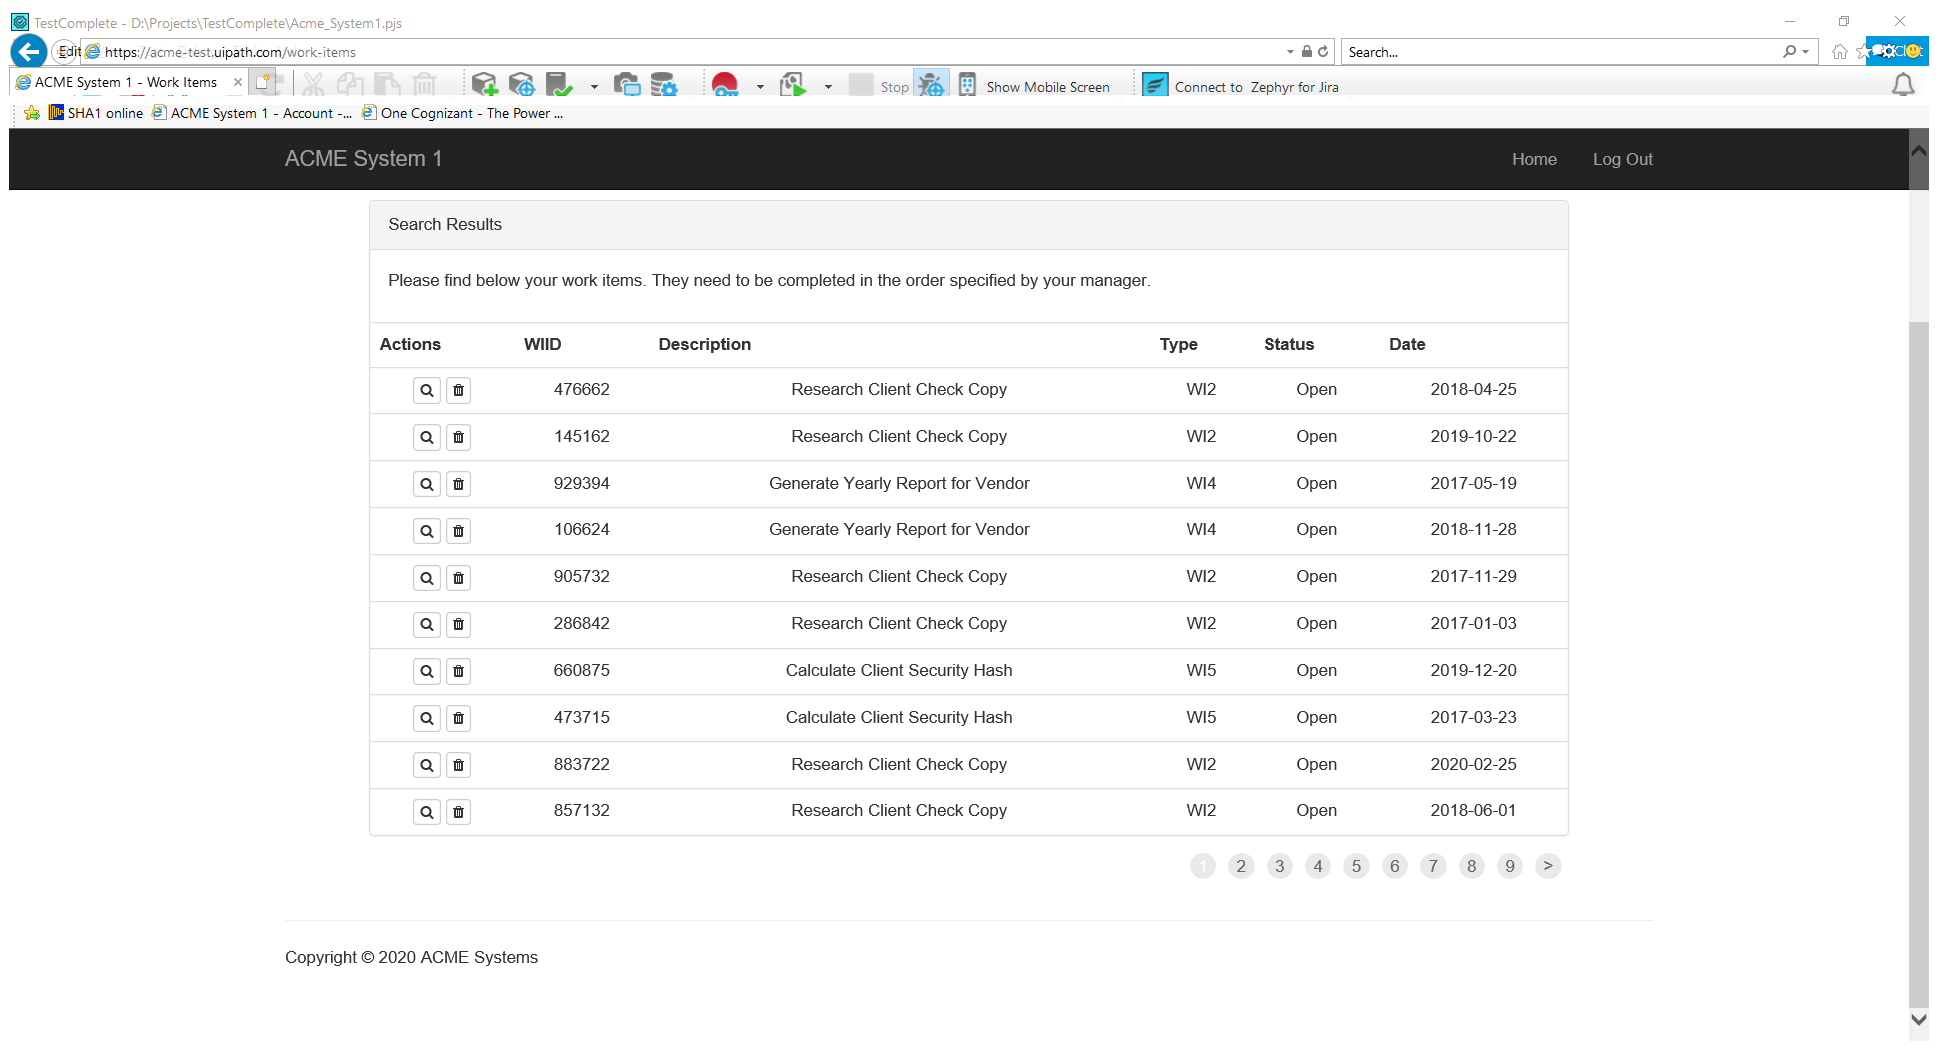 TestComplete - D:\Projects\TestComplete\Acme_System1.pjs
Edit https://acme-test.uipath.com/work-items Search...
ACME System 1 - Work Items
Stop Show Mobile Screen Connect to Zephyr for Jira
SHA1 online ACME System 1 - Account -... One Cognizant - The Power ...
ACME System 1 Home Log Out
Search Results
Please find below your work items. They need to be completed in the order specified by your manager.
Actions WIID Description Type Status Date
476662 Research Client Check Copy WI2 Open 2018-04-25
145162 Research Client Check Copy WI2 Open 2019-10-22
929394 Generate Yearly Report for Vendor WI4 Open 2017-05-19
106624 Generate Yearly Report for Vendor WI4 Open 2018-11-28
905732 Research Client Check Copy WI2 Open 2017-11-29
286842 Research Client Check Copy WI2 Open 2017-01-03
660875 Calculate Client Security Hash WI5 Open 2019-12-20
473715 Calculate Client Security Hash WI5 Open 2017-03-23
883722 Research Client Check Copy WI2 Open 2020-02-25
857132 Research Client Check Copy WI2 Open 2018-06-01
1 2 3 4 5 6 7 8 9 >
Copyright © 2020 ACME Systems